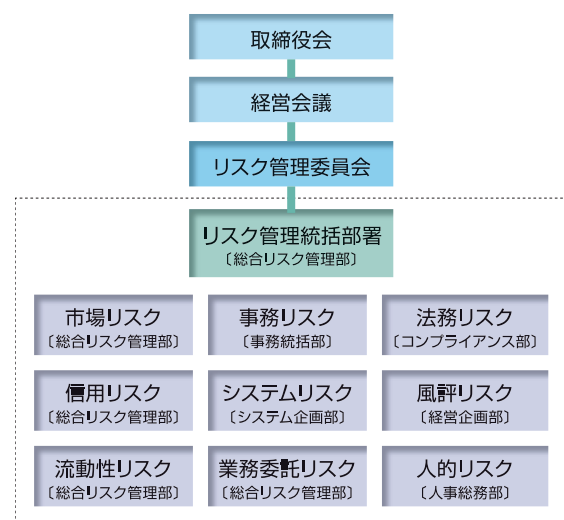 取締役会
経営会議
リスク管理委員会
リスク管理統括部署
〔総合リスク管理部〕
市場リスク
〔総合リスク管理部〕
事務リスク
〔事務統括部〕
法務リスク
〔コンプライアンス部〕
信用リスク
〔総合リスク管理部〕
システムリスク
〔システム企画部〕
風評リスク
〔経営企画部〕
流動性リスク
〔総合リスク管理部〕
業務委託リスク
〔総合リスク管理部〕
人的リスク
〔人事総務部〕